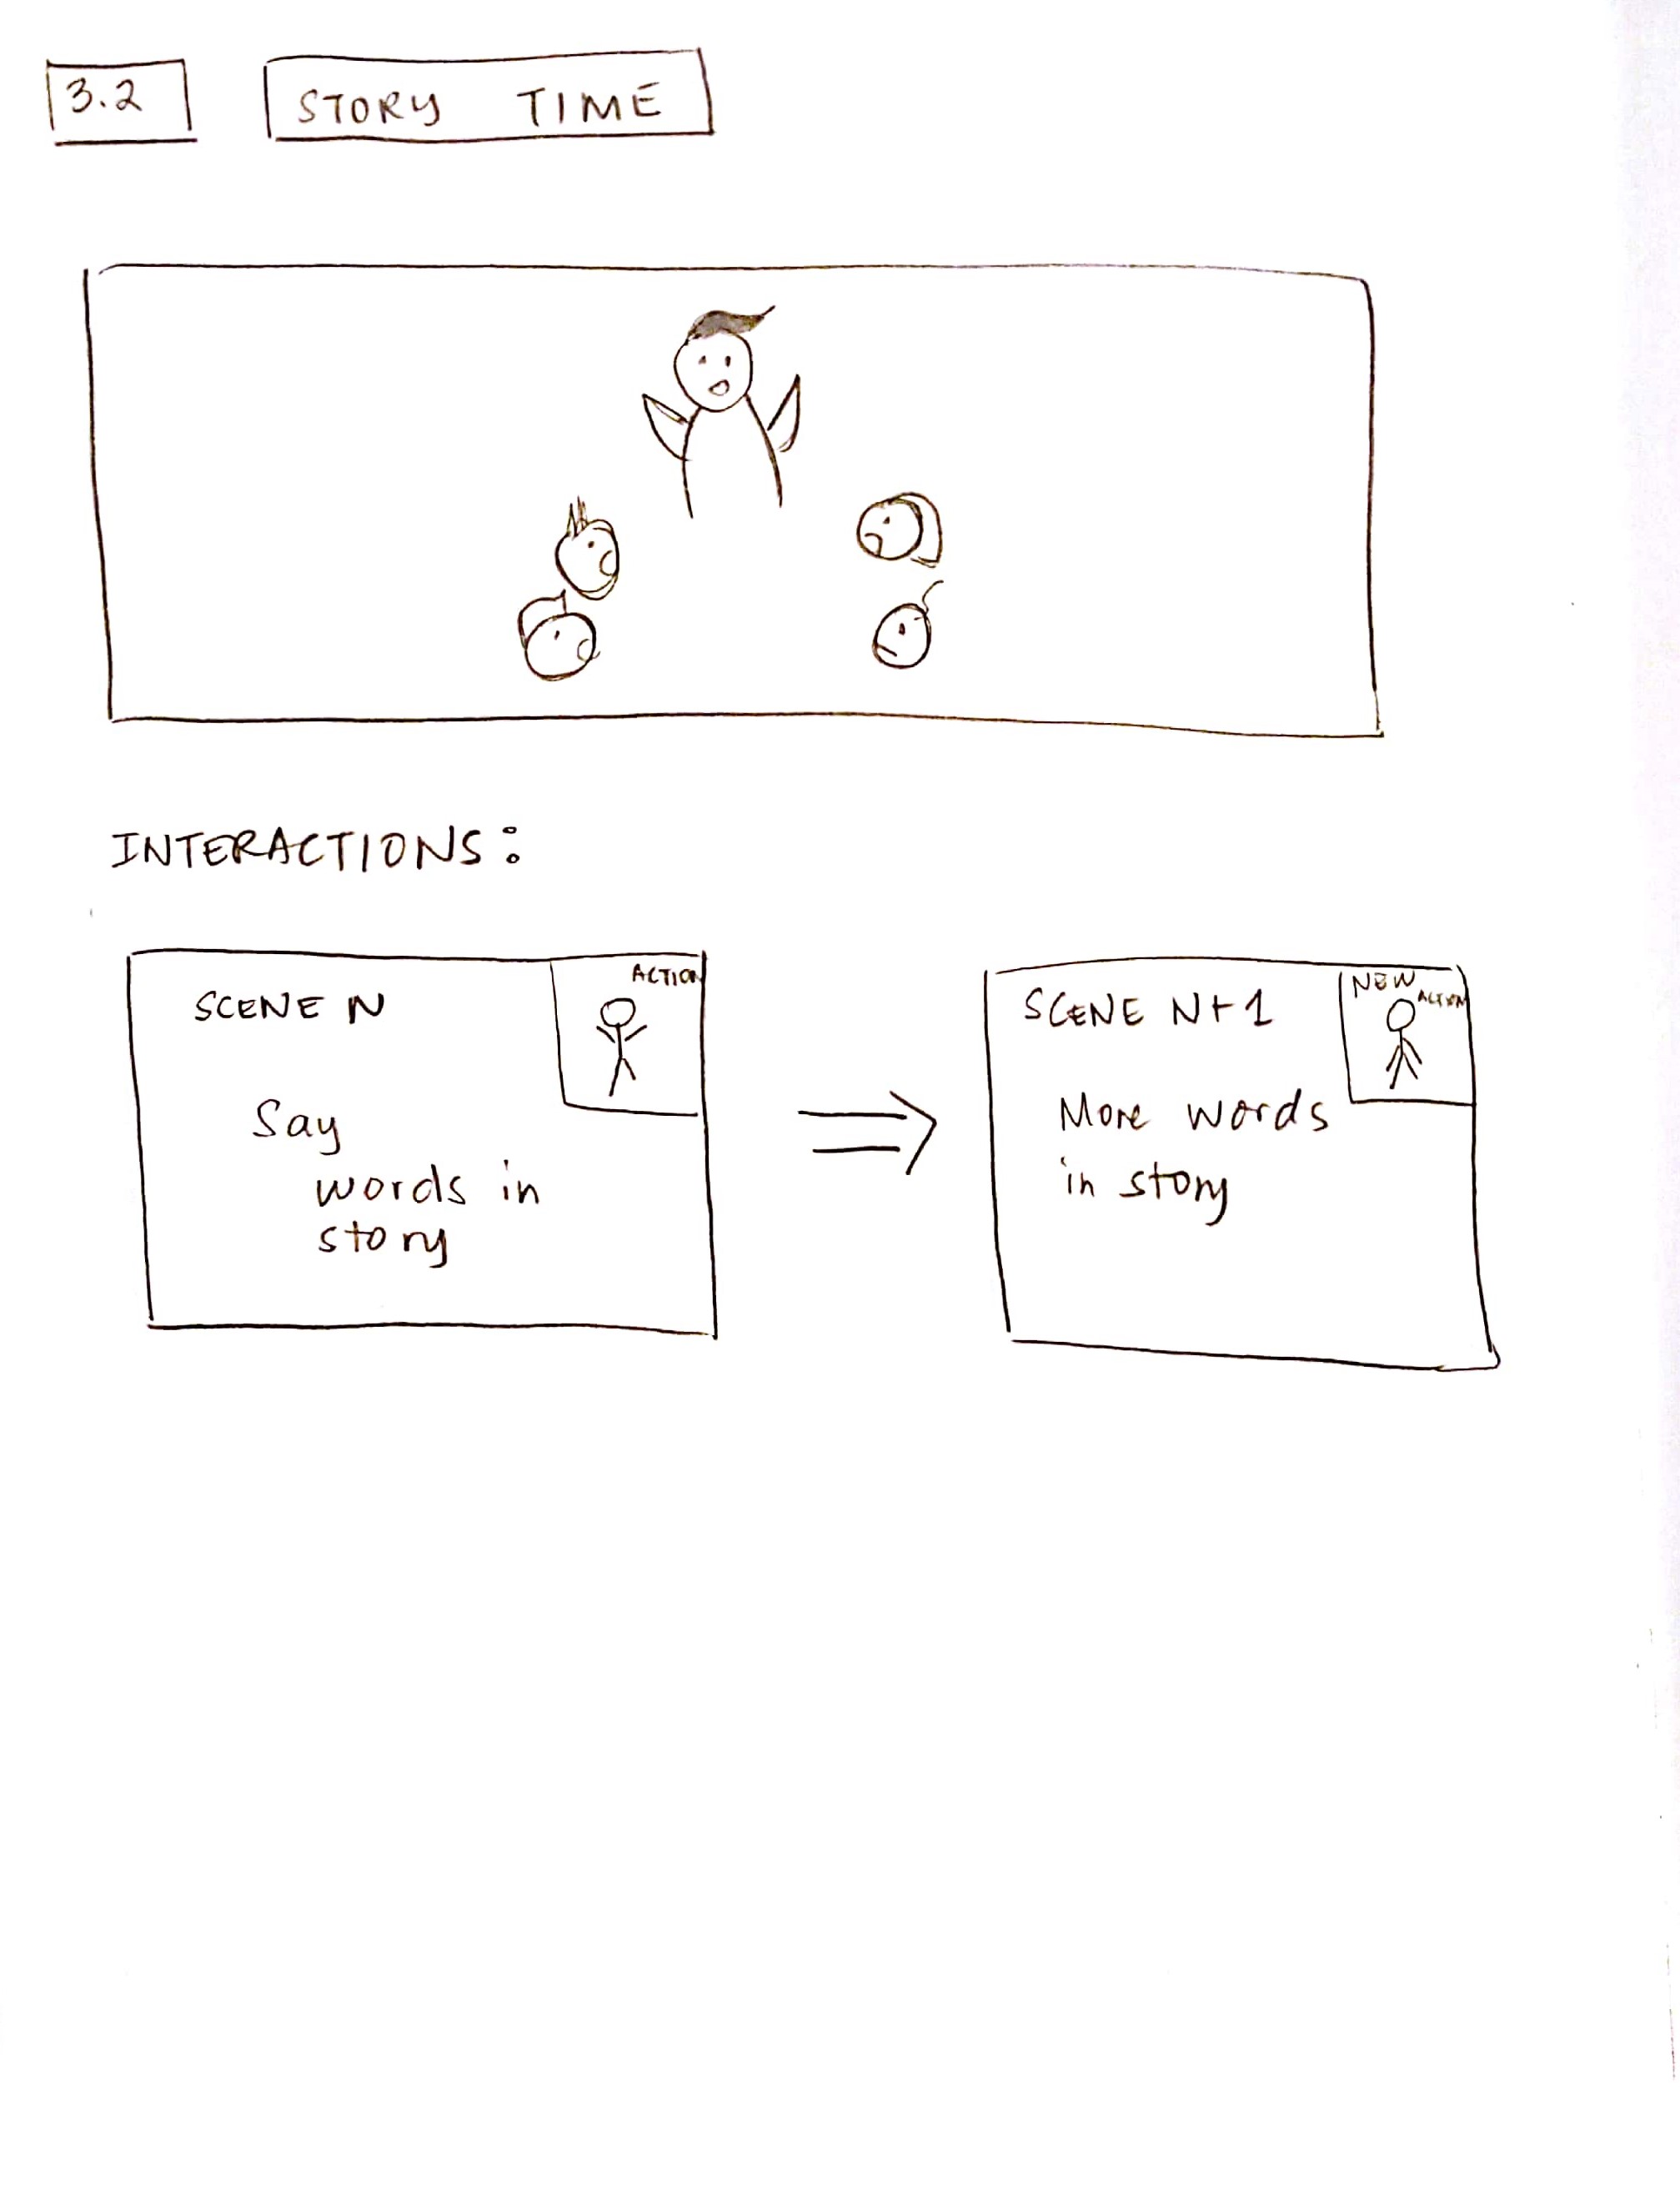 3.2
STORY TIME
INTERACTIONS:
SCENE N
ACTION
Say
words in
story
SCENE N+1
NEW
ACTION
More words
in story